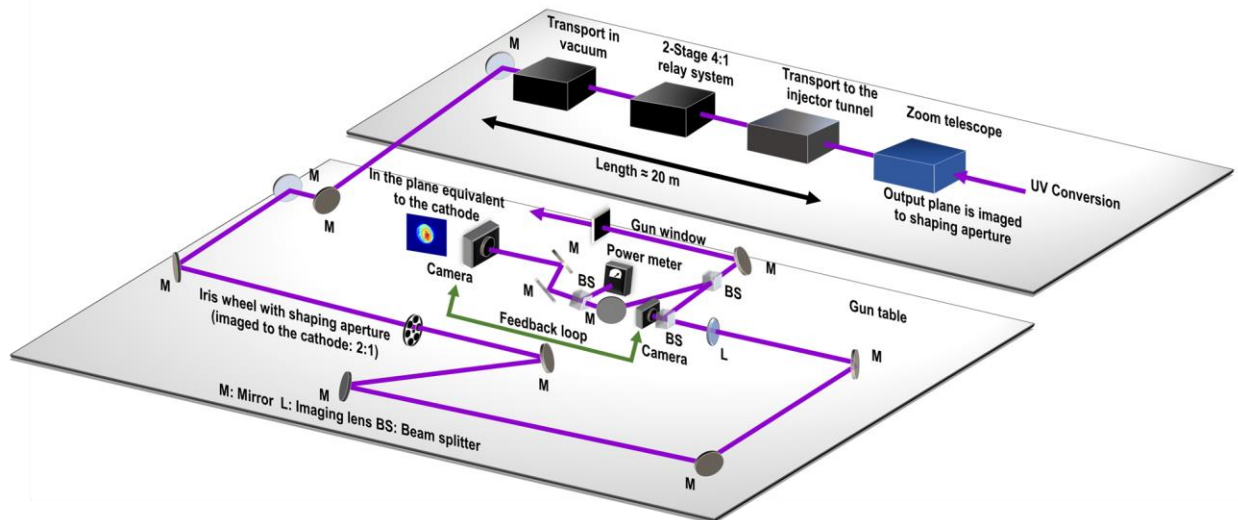 M
Transport in
vacuum
2-Stage 4:1
relay system
Transport to the
injector tunnel
Zoom telescope
Length ≈ 20 m
UV Conversion
Output plane is imaged
to shaping aperture
M
M
In the plane equivalent
to the cathode
Gun window
M
M
Power meter
Camera
BS
M
BS
M
Gun table
M
Iris wheel with shaping aperture
(imaged to the cathode: 2:1)
Feedback loop
BS
Camera
L
M
M
M
M: Mirror L: Imaging lens BS: Beam splitter
M